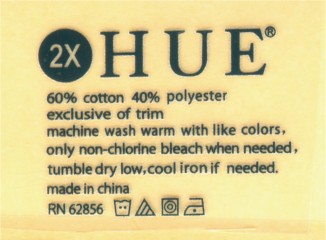 2X HUE®
60% cotton 40% polyester
exclusive of trim
machine wash warm with like colors,
only non-chlorine bleach when needed,
tumble dry low, cool iron if needed.
made in china
RN 62856